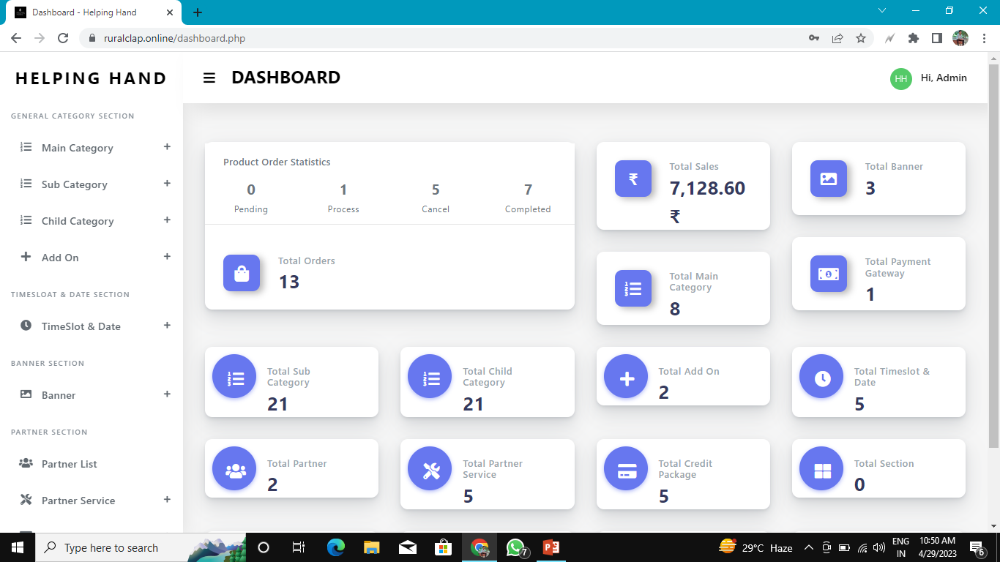 Dashboard - Helping Hand
ruralclap.online/dashboard.php
HELPING HAND
DASHBOARD
HH
Hi, Admin
GENERAL CATEGORY SECTION
Main Category
Sub Category
Child Category
Add On
TIMESLOAT & DATE SECTION
TimeSlot & Date
BANNER SECTION
Banner
PARTNER SECTION
Partner List
Partner Service
Product Order Statistics
0 1 5 7
Pending Process Cancel Completed
Total Orders
13
Total Sales
7,128.60
₹
Total Banner
3
Total Main
Category
8
Total Payment
Gateway
1
Total Sub
Category
21
Total Child
Category
21
Total Add On
2
Total Timeslot &
Date
5
Total Partner
2
Total Partner
Service
5
Total Credit
Package
5
Total Section
0
Type here to search
7
29°C Haze
ENG
IN
10:50 AM
4/29/2023
6